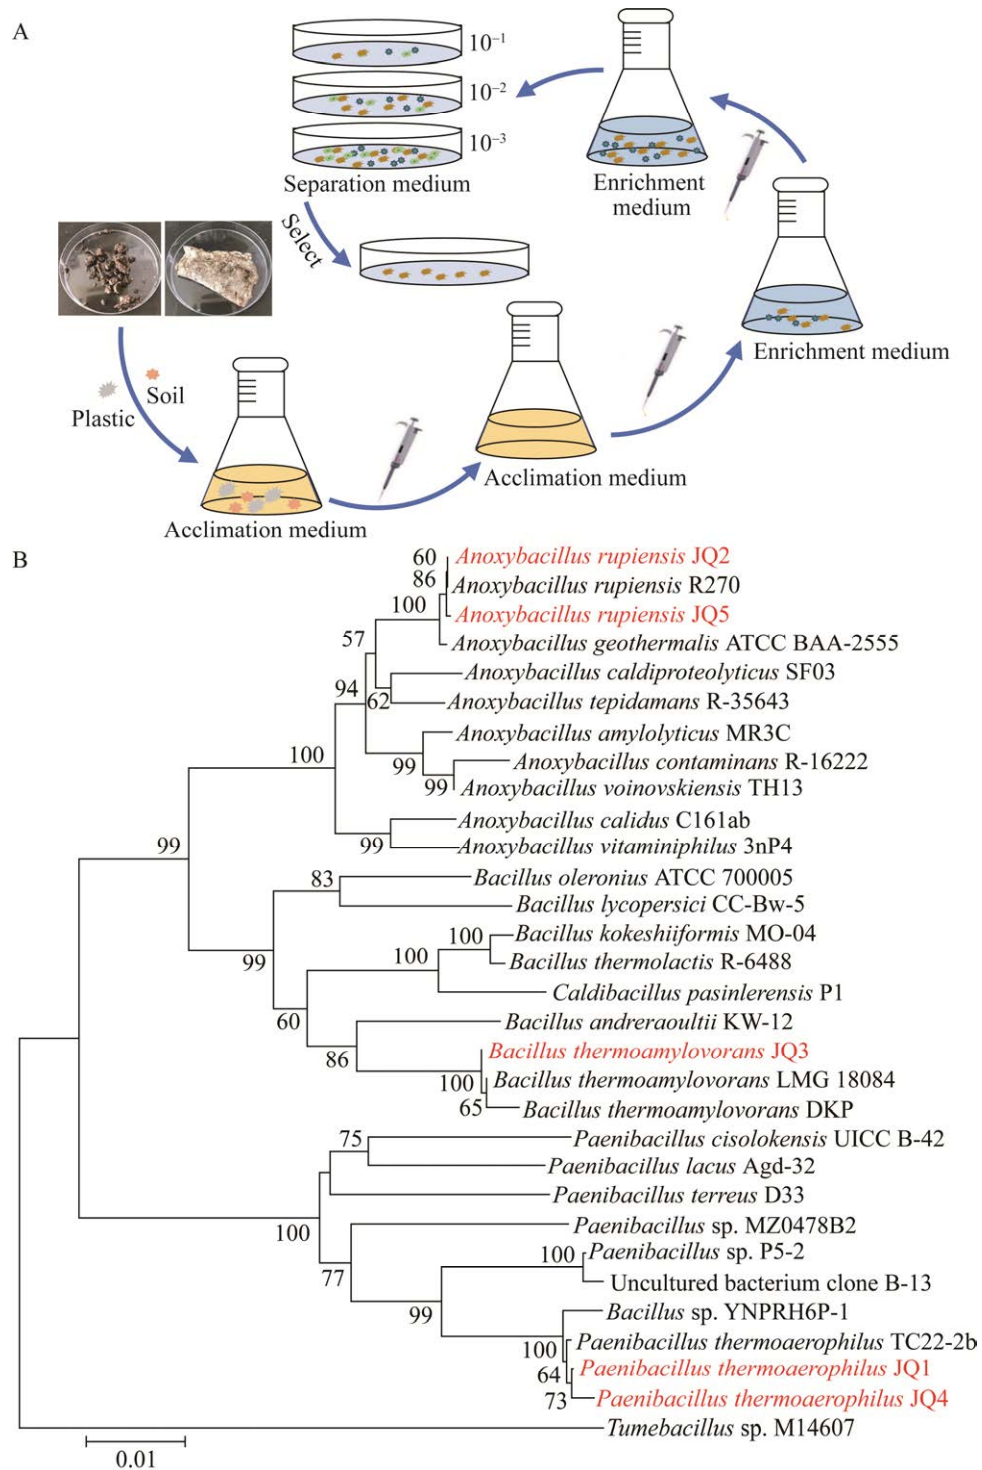 A
10⁻¹
10⁻²
10⁻³
Separation medium
Enrichment
medium
Select
Enrichment medium
Soil
Plastic
Acclimation medium
Acclimation medium
B
60
Anoxybacillus rupiensis JQ2
86
Anoxybacillus rupiensis R270
100
Anoxybacillus rupiensis JQ5
57
Anoxybacillus geothermalis ATCC BAA-2555
Anoxybacillus caldiproteolyticus SF03
94
62
Anoxybacillus tepidamans R-35643
Anoxybacillus amylolyticus MR3C
100
99
Anoxybacillus contaminans R-16222
99
Anoxybacillus voinovskiensis TH13
Anoxybacillus calidus C161ab
99
99
Anoxybacillus vitaminiphilus 3nP4
83
Bacillus oleronius ATCC 700005
Bacillus lycopersici CC-Bw-5
100
Bacillus kokeshiiformis MO-04
99
100
Bacillus thermolactis R-6488
Caldibacillus pasinlerensis P1
60
Bacillus andreraoultii KW-12
86
Bacillus thermoamylovorans JQ3
100
Bacillus thermoamylovorans LMG 18084
65
Bacillus thermoamylovorans DKP
75
Paenibacillus cisolokensis UICC B-42
Paenibacillus lacus Agd-32
Paenibacillus terreus D33
100
Paenibacillus sp. MZ0478B2
100
Paenibacillus sp. P5-2
77
Uncultured bacterium clone B-13
99
Bacillus sp. YNPRH6P-1
100
Paenibacillus thermoaerophilus TC22-2b
64
Paenibacillus thermoaerophilus JQ1
73
Paenibacillus thermoaerophilus JQ4
Tumebacillus sp. M14607
0.01